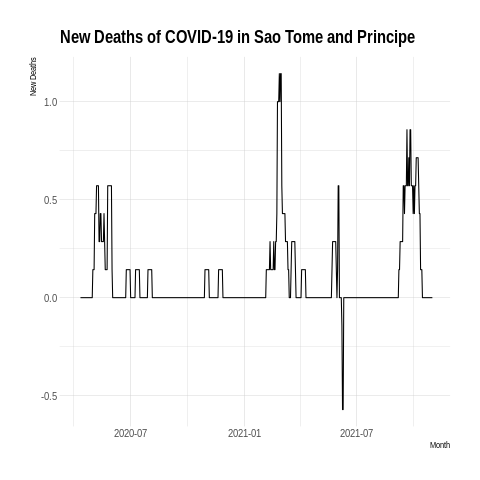 New Deaths of COVID-19 in Sao Tome and Principe
New Deaths
1.0
0.5
0.0
-0.5
2020-07 2021-01 2021-07
Month